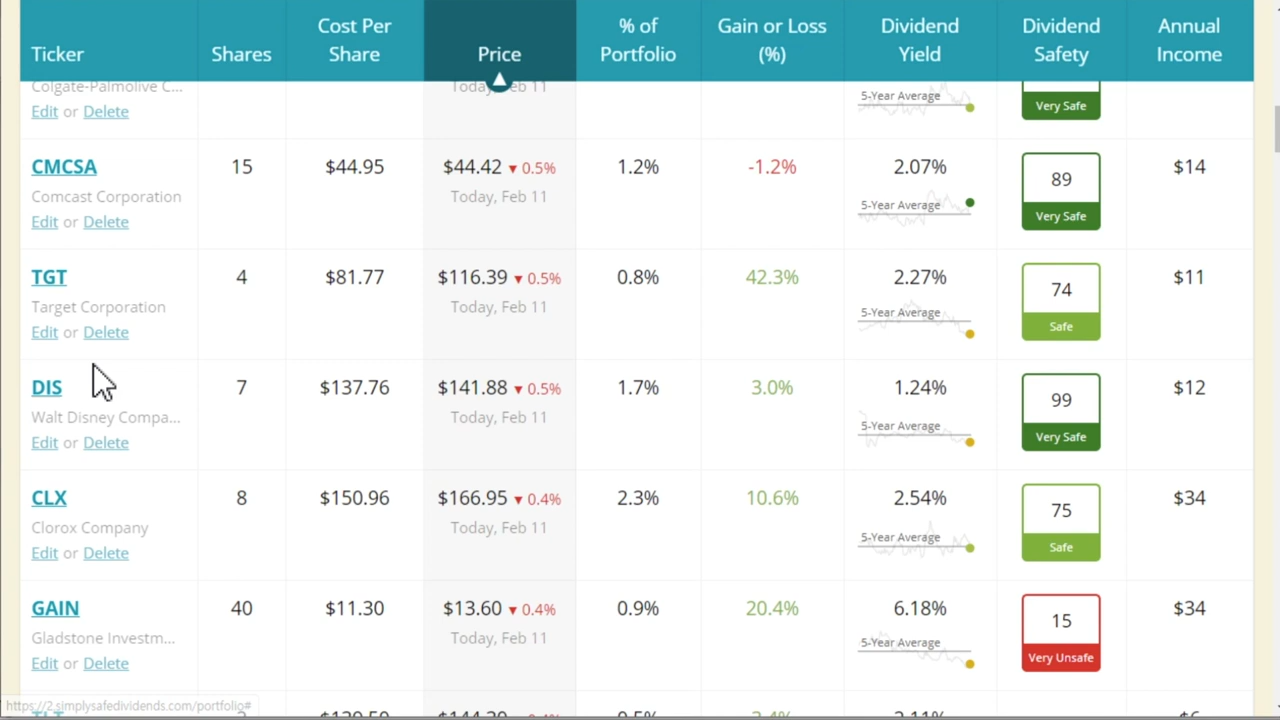 Ticker Shares Cost Per Share Price % of Portfolio Gain or Loss (%) Dividend Yield Dividend Safety Annual Income
Colgate-Palmolive C... Today, Feb 11 5-Year Average Very Safe
Edit or Delete
CMCSA 15 $44.95 $44.42 ▼ 0.5% 1.2% -1.2% 2.07% 89 $14
Comcast Corporation Today, Feb 11 5-Year Average Very Safe
Edit or Delete
TGT 4 $81.77 $116.39 ▼ 0.5% 0.8% 42.3% 2.27% 74 $11
Target Corporation Today, Feb 11 5-Year Average Safe
Edit or Delete
DIS 7 $137.76 $141.88 ▼ 0.5% 1.7% 3.0% 1.24% 99 $12
Walt Disney Compa... Today, Feb 11 5-Year Average Very Safe
Edit or Delete
CLX 8 $150.96 $166.95 ▼ 0.4% 2.3% 10.6% 2.54% 75 $34
Clorox Company Today, Feb 11 5-Year Average Safe
Edit or Delete
GAIN 40 $11.30 $13.60 ▼ 0.4% 0.9% 20.4% 6.18% 15 $34
Gladstone Investm... Today, Feb 11 5-Year Average Very Unsafe
Edit or Delete
https://2.simplysafedividends.com/portfolio#